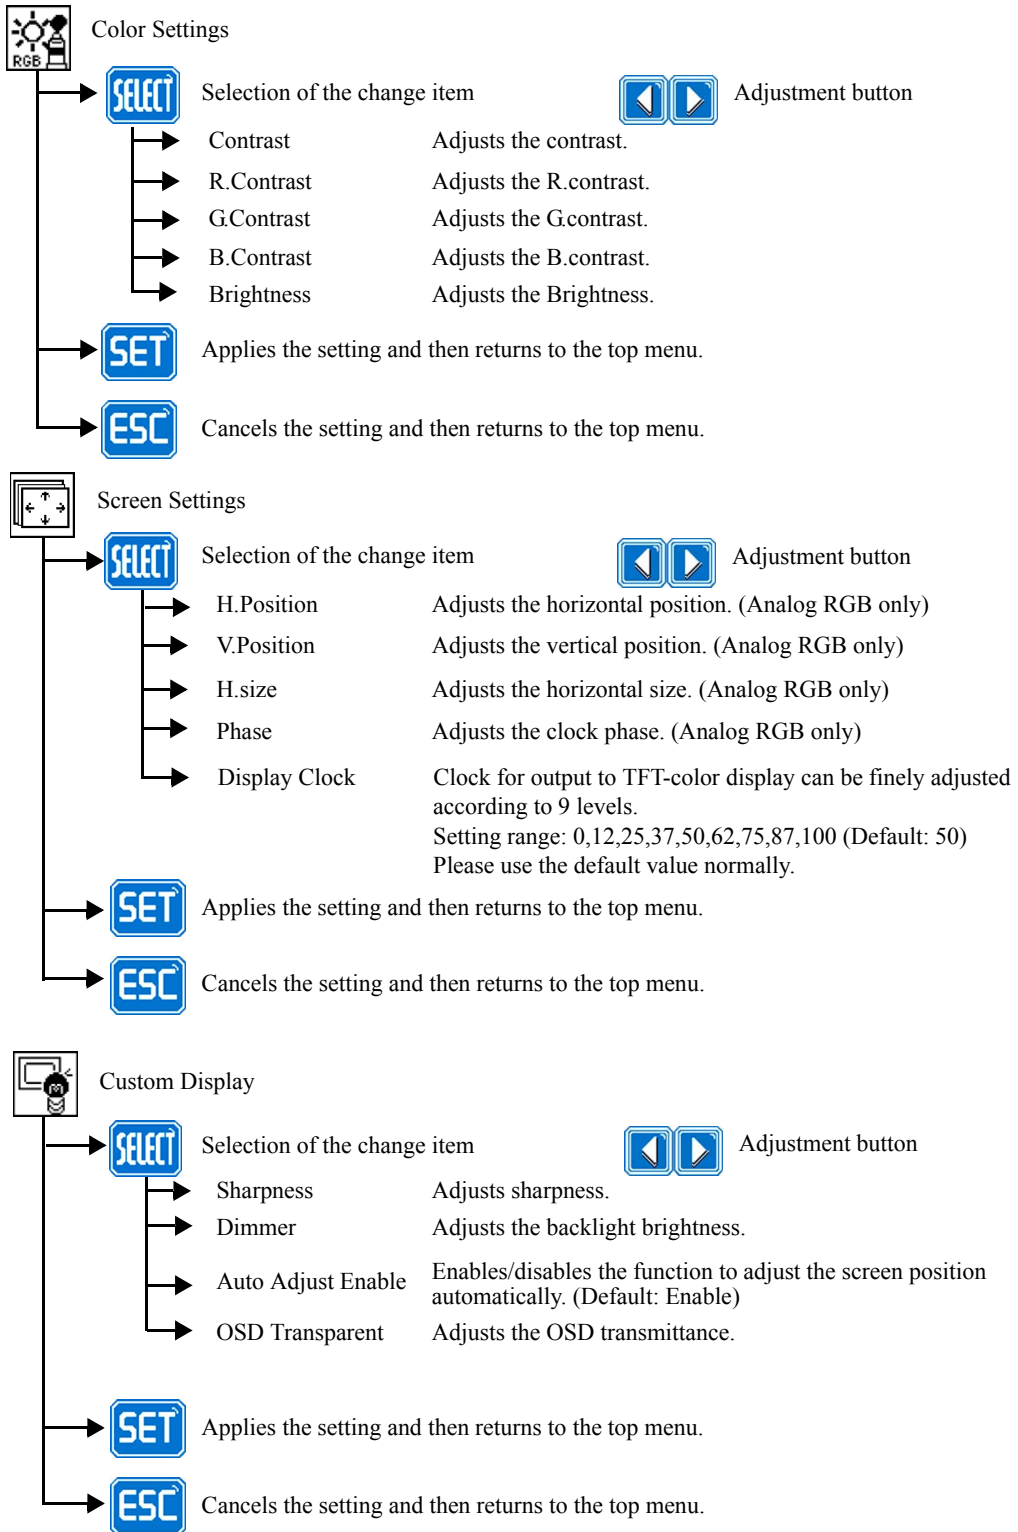 RGB
Color Settings
SELECT Selection of the change item Adjustment button
Contrast Adjusts the contrast.
R.Contrast Adjusts the R.contrast.
G.Contrast Adjusts the G.contrast.
B.Contrast Adjusts the B.contrast.
Brightness Adjusts the Brightness.
SET Applies the setting and then returns to the top menu.
ESC Cancels the setting and then returns to the top menu.
Screen Settings
SELECT Selection of the change item Adjustment button
H.Position Adjusts the horizontal position. (Analog RGB only)
V.Position Adjusts the vertical position. (Analog RGB only)
H.size Adjusts the horizontal size. (Analog RGB only)
Phase Adjusts the clock phase. (Analog RGB only)
Display Clock Clock for output to TFT-color display can be finely adjusted
according to 9 levels.
Setting range: 0,12,25,37,50,62,75,87,100 (Default: 50)
Please use the default value normally.
SET Applies the setting and then returns to the top menu.
ESC Cancels the setting and then returns to the top menu.
Custom Display
SELECT Selection of the change item Adjustment button
Sharpness Adjusts sharpness.
Dimmer Adjusts the backlight brightness.
Auto Adjust Enable Enables/disables the function to adjust the screen position
automatically. (Default: Enable)
OSD Transparent Adjusts the OSD transmittance.
SET Applies the setting and then returns to the top menu.
ESC Cancels the setting and then returns to the top menu.